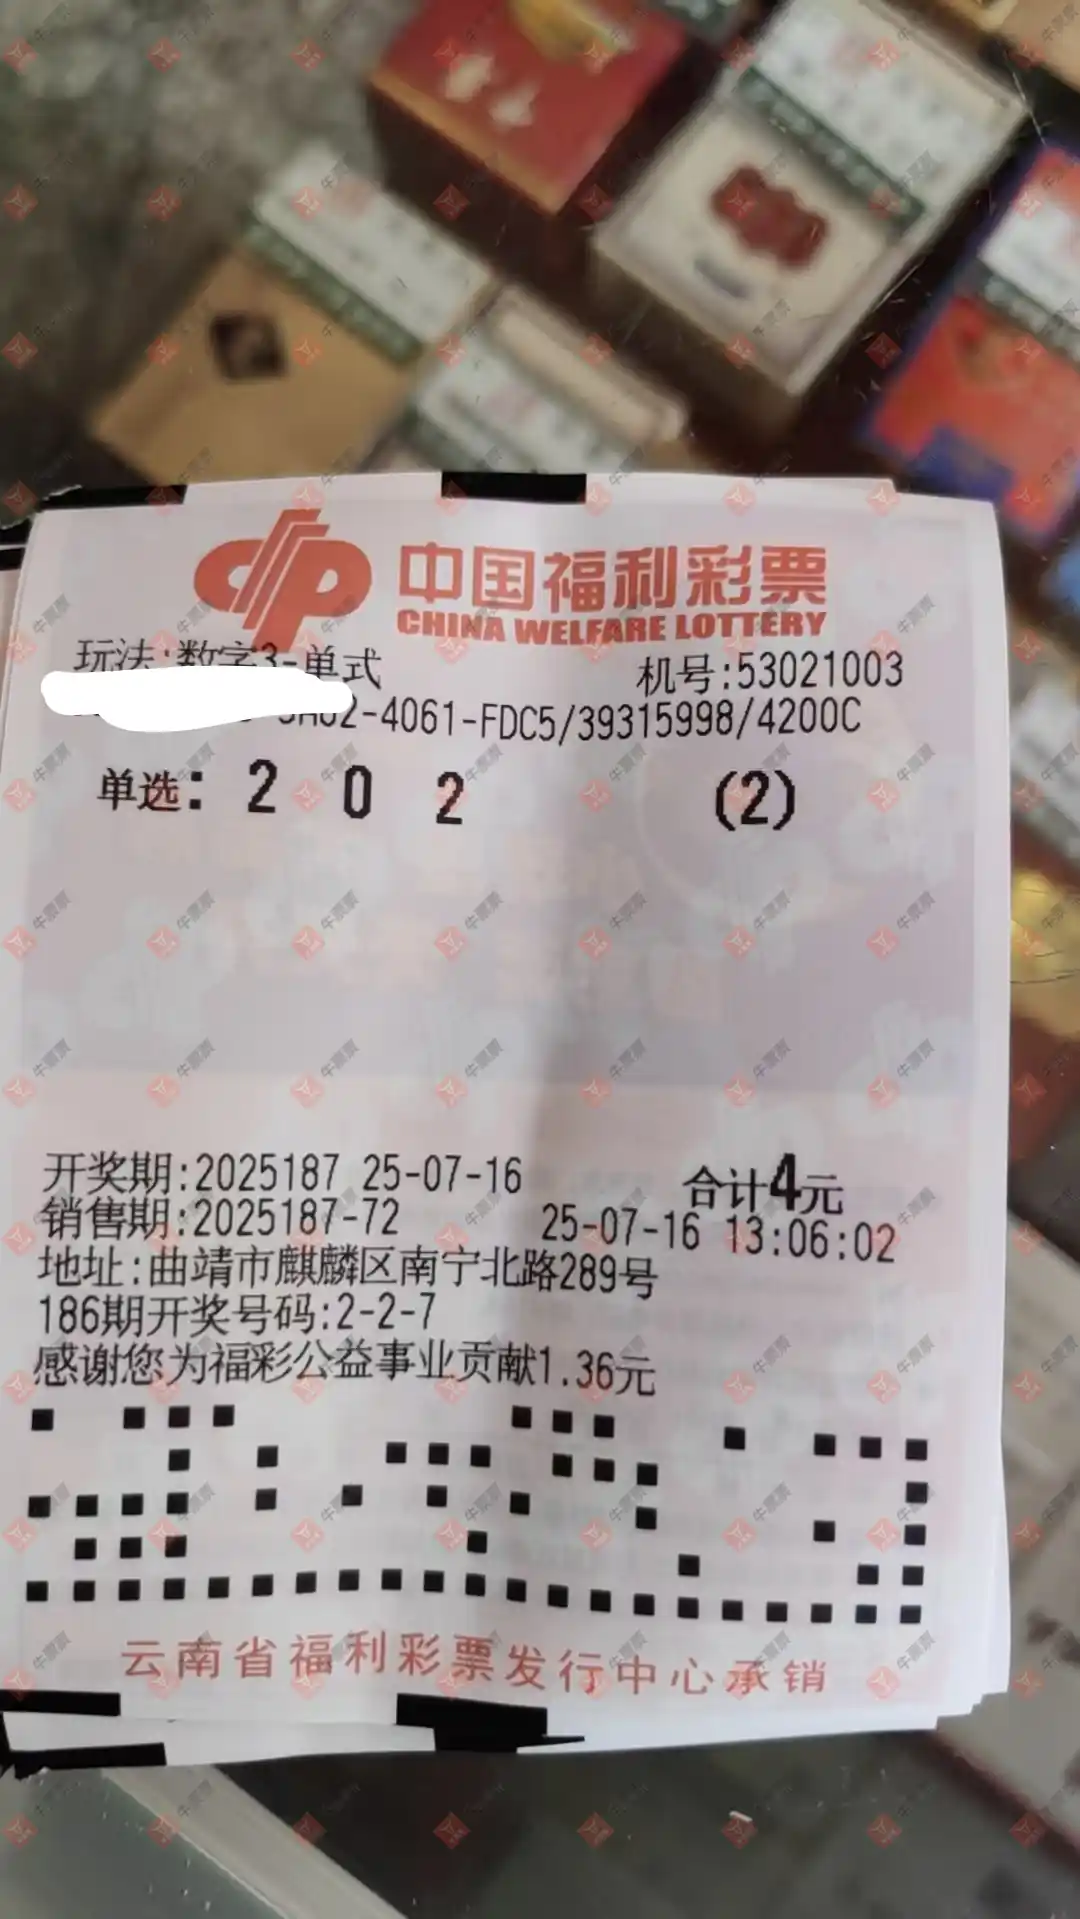 中国福利彩票
CHINA WELFARE LOTTERY
玩法:数字3-单式 机号:53021003
-4061-FDC5/39315998/4200C
单选: 2 0 2 (2)
开奖期:2025187 25-07-16 合计4元
销售期:2025187-72 25-07-16 13:06:02
地址:曲靖市麒麟区南宁北路289号
186期开奖号码:2-2-7
感谢您为福彩公益事业贡献1.36元
云南省福利彩票发行中心承销
牛票票